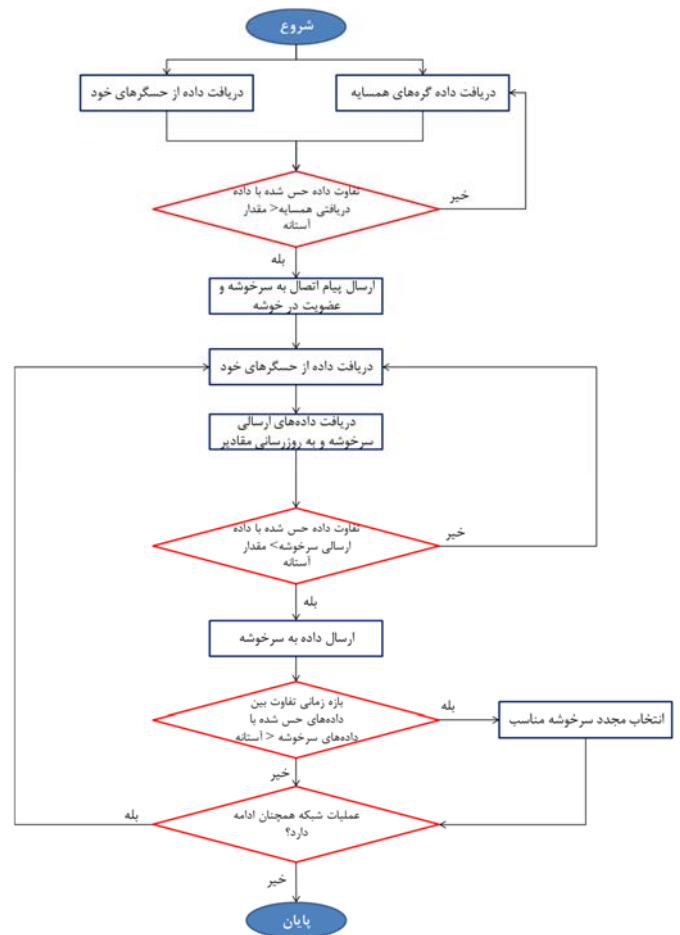 شروع
دریافت داده گره‌های همسایه
دریافت داده از حسگرهای خود
تفاوت داده حس شده با داده
دریافتی همسایه< مقدار
آستانه
خیر
بله
ارسال پیام اتصال به سرخوشه و
عضویت در خوشه
دریافت داده از حسگرهای خود
دریافت داده‌های ارسالی
سرخوشه و به روزرسانی مقادیر
تفاوت داده حس شده با داده
ارسالی سرخوشه> مقدار
آستانه
خیر
بله
ارسال داده به سرخوشه
بازه زمانی تفاوت بین
داده‌های حس شده با
داده‌های سرخوشه < آستانه
بله
انتخاب مجدد سرخوشه مناسب
خیر
عملیات شبکه همچنان ادامه
دارد؟
بله
خیر
پایان